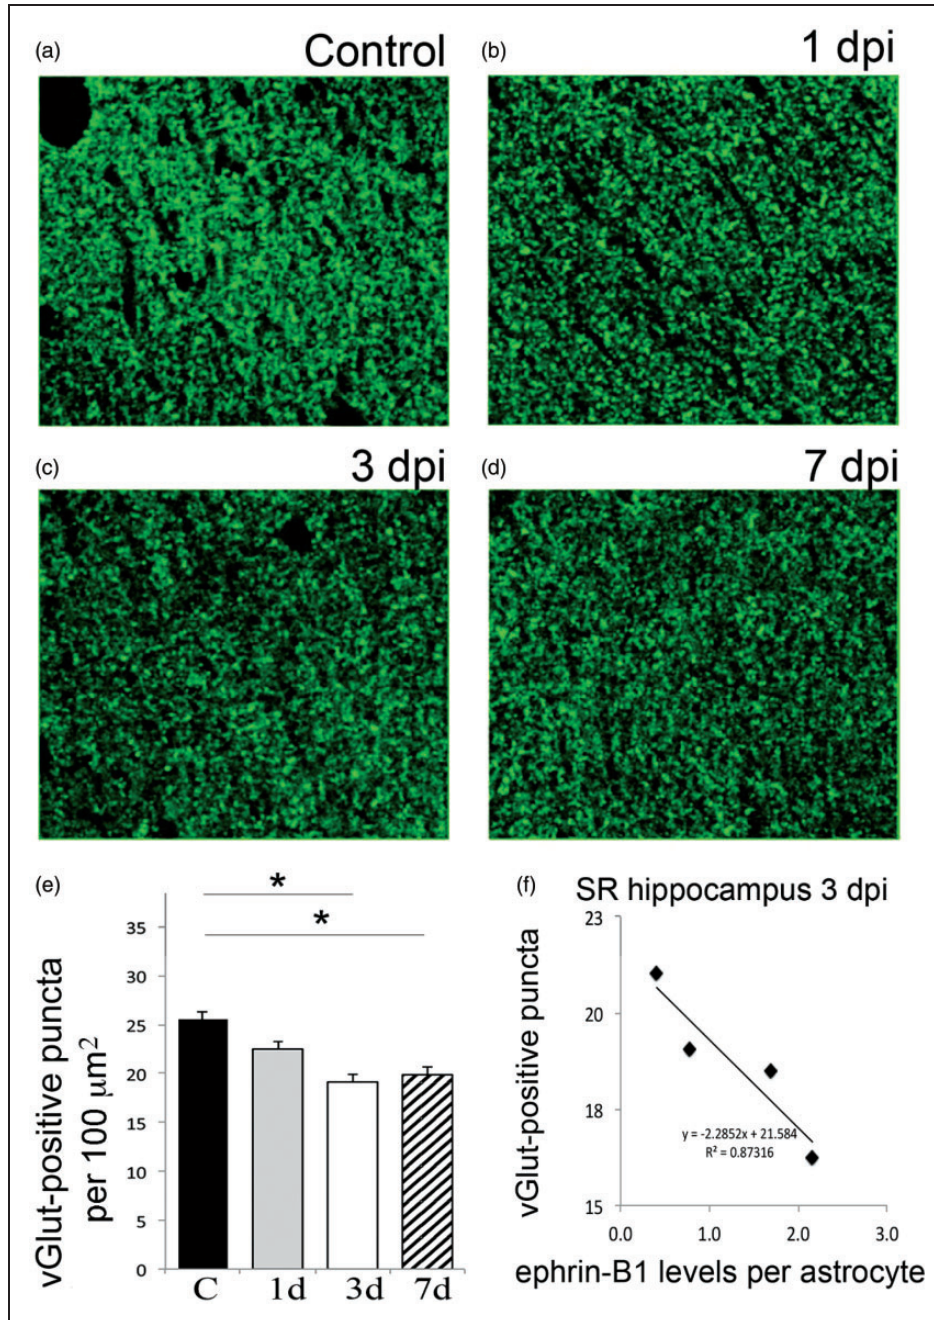 (a) Control
(b) 1 dpi
(c) 3 dpi
(d) 7 dpi
(e)
*
*
vGlut-positive puncta
per 100 μm²
35
30
25
20
15
10
5
0
C 1d 3d 7d
(f) SR hippocampus 3 dpi
vGlut-positive puncta
23
20
18
15
y = -2.2852x + 21.584
R² = 0.87316
0.0 1.0 2.0 3.0
ephrin-B1 levels per astrocyte